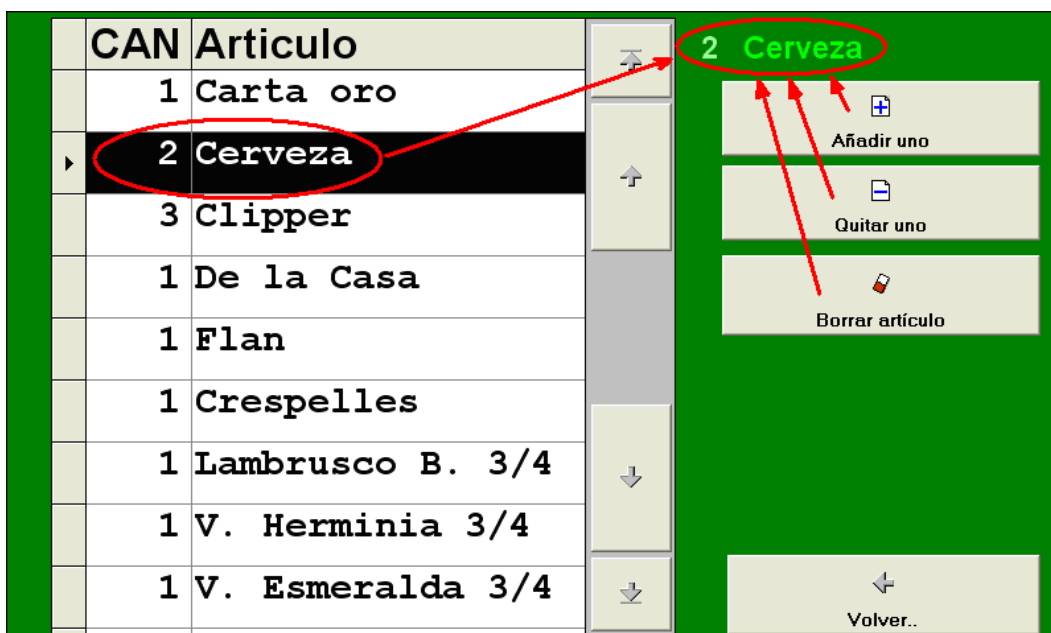 CAN Articulo
1 Carta oro
2 Cerveza
3 Clipper
1 De la Casa
1 Flan
1 Crespelles
1 Lambrusco B. 3/4
1 V. Herminia 3/4
1 V. Esmeralda 3/4
2 Cerveza
Añadir uno
Quitar uno
Borrar artículo
Volver..